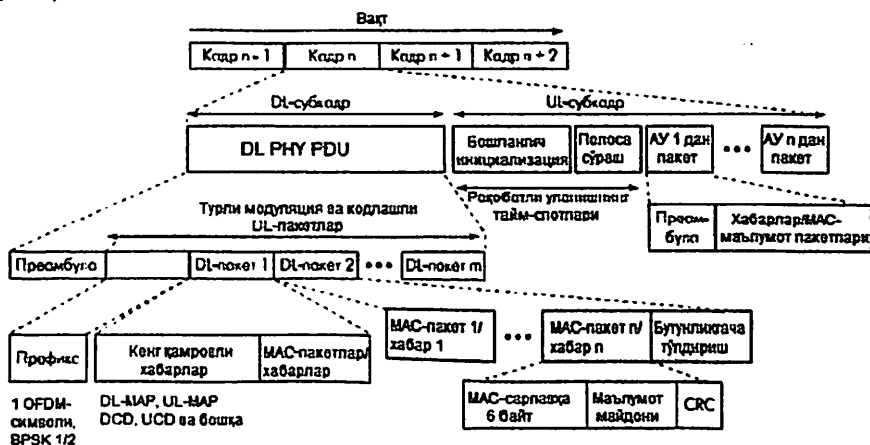 Вақт
Кадр n - 1 Кадр n Кадр n + 1 Кадр n + 2
DL-субкадр UL-субкадр
DL PHY PDU
Бошланғич инициализация
Полоса сўраш
АУ 1 дан пакет
•••
АУ n дан пакет
Рақобатли уланишнинг тайм-слотлари
Турли модуляция ва кодлашли DL-пакетлар
Преам-була
Хабарлар/MAC-маълумот пакетлари
Преамбула DL-пакет 1 DL-пакет 2 ••• DL-пакет m
Префикс
Кенг қамровли хабарлар
MAC-пакетлар/хабарлар
MAC-пакет 1/хабар 1
•••
MAC-пакет n/хабар n
Бутунликгача тўлдириш
1 OFDM-символи, BPSK 1/2
DL-MAP, UL-MAP
DCD, UCD ва бошқа
MAC-сарлавҳа 6 байт
Маълумот майдони
CRC